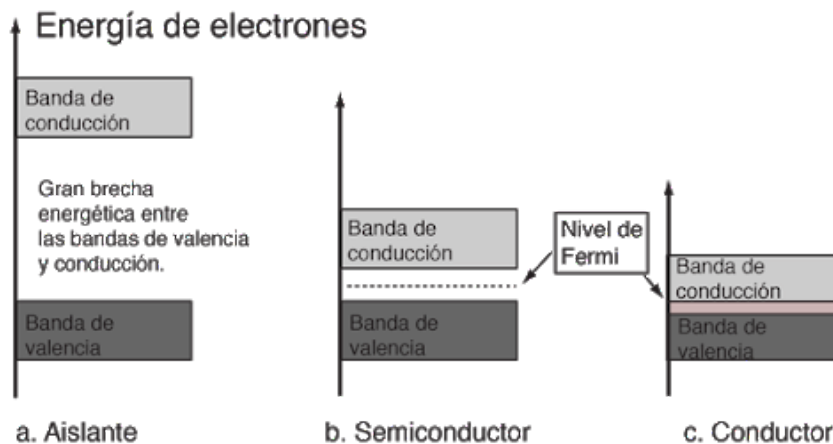 Energía de electrones
Banda de
conducción
Gran brecha
energética entre
las bandas de valencia
y conducción.
Banda de
valencia
a. Aislante
Banda de
conducción
Banda de
valencia
b. Semiconductor
Nivel de
Fermi
Banda de
conducción
Banda de
valencia
c. Conductor